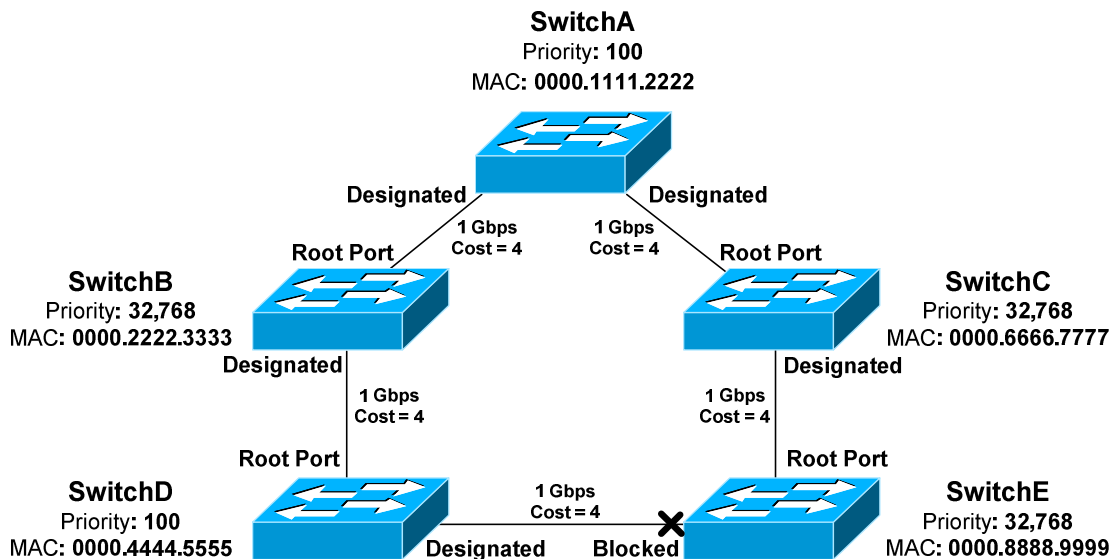 SwitchA
Priority: 100
MAC: 0000.1111.2222
Designated
Designated
1 Gbps
Cost = 4
1 Gbps
Cost = 4
Root Port
Root Port
SwitchB
Priority: 32,768
MAC: 0000.2222.3333
SwitchC
Priority: 32,768
MAC: 0000.6666.7777
Designated
Designated
1 Gbps
Cost = 4
1 Gbps
Cost = 4
Root Port
Root Port
SwitchD
Priority: 100
MAC: 0000.4444.5555
1 Gbps
Cost = 4
SwitchE
Priority: 32,768
MAC: 0000.8888.9999
Designated
Blocked